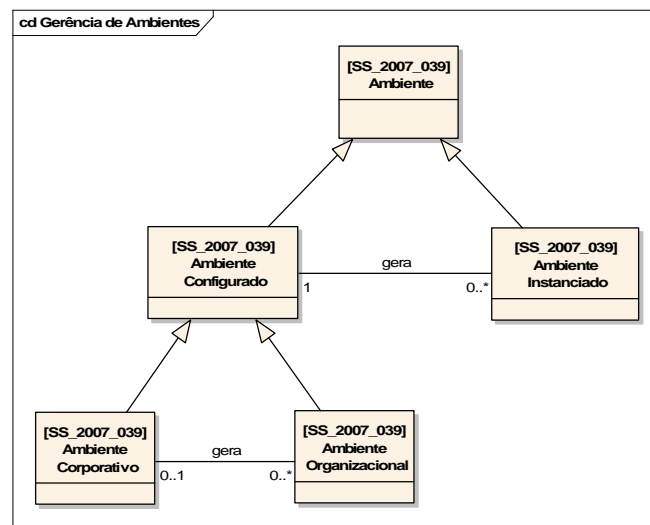 cd Gerência de Ambientes
[SS_2007_039]
Ambiente
[SS_2007_039]
Ambiente
Configurado
gera
1
0..*
[SS_2007_039]
Ambiente
Instanciado
[SS_2007_039]
Ambiente
Corporativo
gera
0..1
0..*
[SS_2007_039]
Ambiente
Organizacional